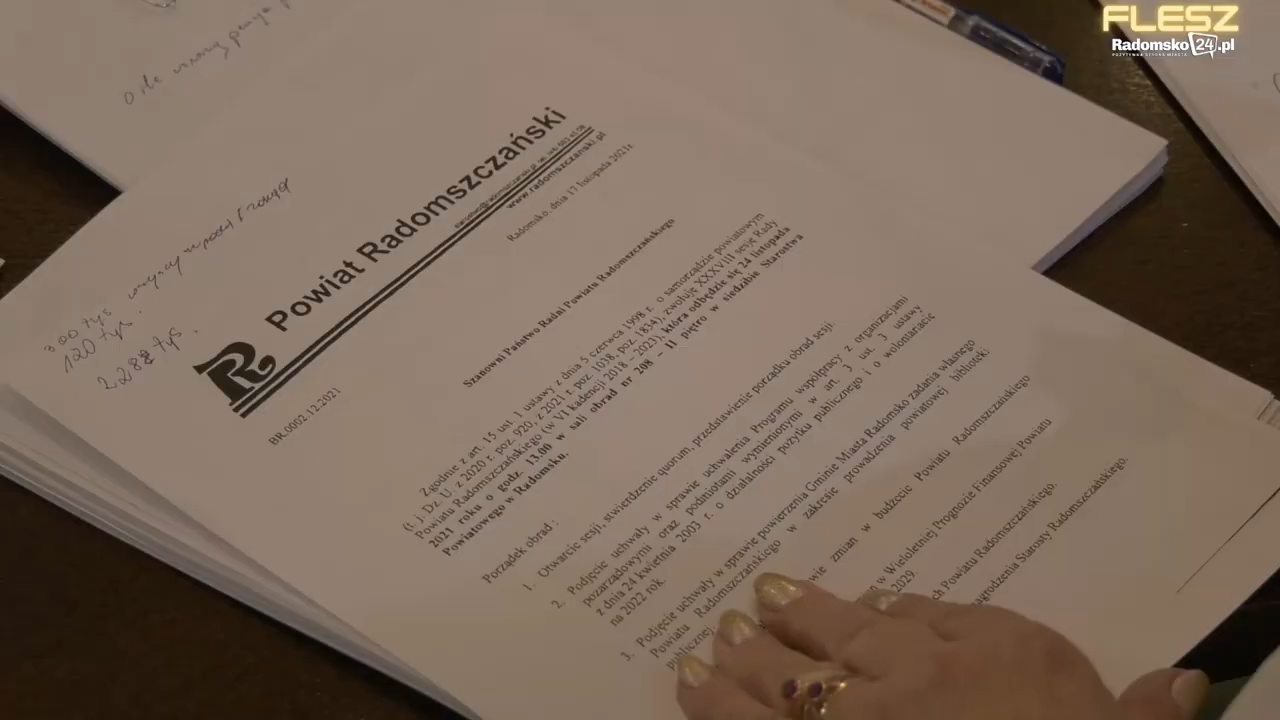 FLESZ
Radomsko24.pl
POZYTYWNA STRONA MIASTA
300 tys.
120 tys.
228 tys.
Powiat Radomszczański
www.radomszczanski.pl
Radomsko, dnia 17 listopada 2021r.
BR.0002.12.2021
Szanowni Państwo Radni Powiatu Radomszczańskiego
Zgodnie z art. 15 ust. 1 ustawy z dnia 5 czerwca 1998 r. o samorządzie powiatowym
(t. j. Dz. U. z 2020 r. poz. 920, z 2021 r. poz. 1038, poz. 1834), zwołuję XXXVIII sesję Rady
Powiatu Radomszczańskiego (w VI kadencji 2018 - 2023), która odbędzie się 24 listopada
2021 roku o godz. 13.00 w sali obrad nr 208 – II piętro w siedzibie Starostwa
Powiatowego w Radomsku.
Porządek obrad :
1. Otwarcie sesji, stwierdzenie quorum, przedstawienie porządku obrad sesji.
2. Podjęcie uchwały w sprawie uchwalenia Programu współpracy z organizacjami
pozarządowymi oraz podmiotami wymienionymi w art. 3 ust. 3 ustawy
z dnia 24 kwietnia 2003 r. o działalności pożytku publicznego i o wolontariacie
na 2022 rok.
3. Podjęcie uchwały w sprawie powierzenia Gminie Miasta Radomsko zadania własnego
Powiatu Radomszczańskiego w zakresie prowadzenia powiatowej biblioteki
publicznej.
zmian w budżecie Powiatu Radomszczańskiego
w Wieloletniej Prognozie Finansowej Powiatu
2029
Powiatu Radomszczańskiego.
Starosty Radomszczańskiego.